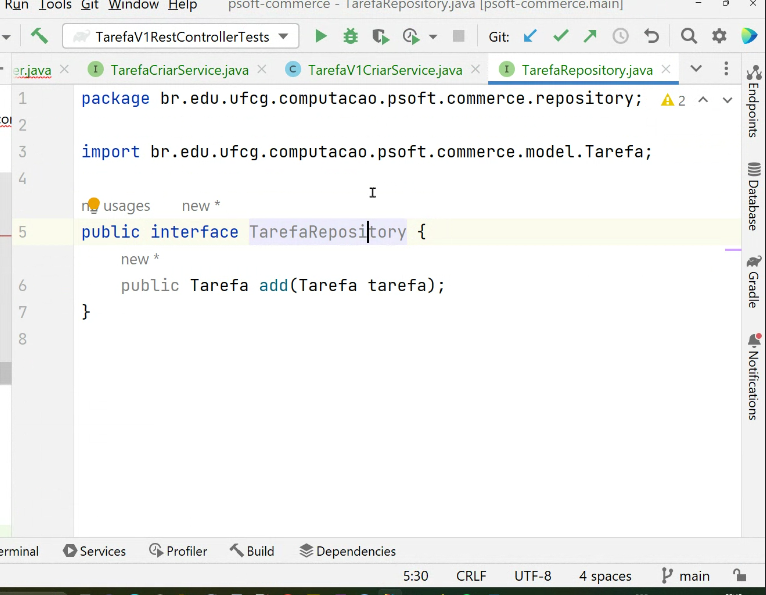 Run Tools Git Window Help psoft-commerce - TarefaRepository.java [psoft-commerce.main]
TarefaV1RestControllerTests Git:
er.java TarefaCriarService.java TarefaV1CriarService.java TarefaRepository.java
1 package br.edu.ufcg.computacao.psoft.commerce.repository; 2
2
3 import br.edu.ufcg.computacao.psoft.commerce.model.Tarefa;
4
usages new *
5 public interface TarefaRepository {
new *
6 public Tarefa add(Tarefa tarefa);
7 }
8
Endpoints
Database
Gradle
Notifications
erminal Services Profiler Build Dependencies
5:30 CRLF UTF-8 4 spaces main